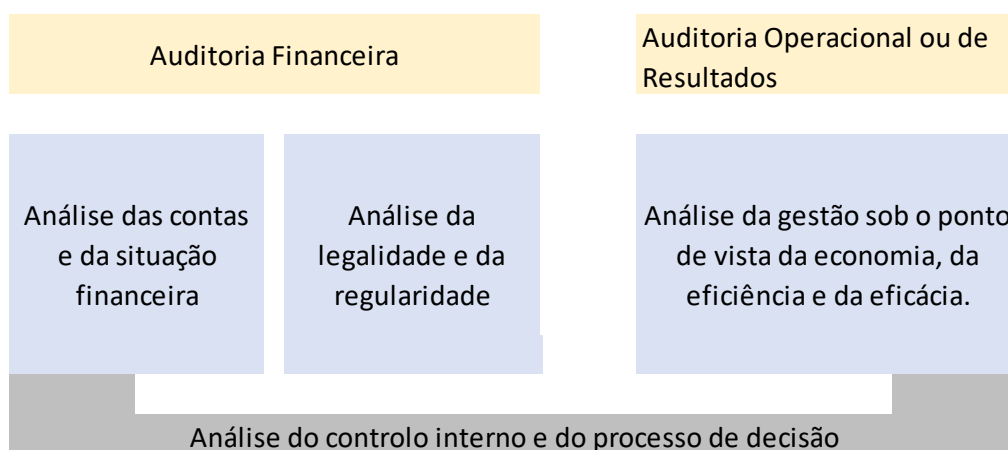 Auditoria Financeira
Auditoria Operacional ou de
Resultados
Análise das contas
e da situação
financeira
Análise da
legalidade e da
regularidade
Análise da gestão sob o ponto
de vista da economia, da
eficiência e da eficácia.
Análise do controlo interno e do processo de decisão